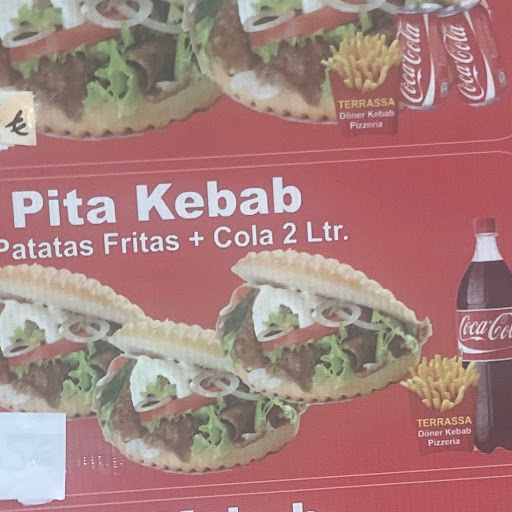 Coca-Cola
Coca-Cola
TERRASSA
Döner Kebab
Pizzeria
Pita Kebab
Patatas Fritas + Cola 2 Ltr.
Coca-Col
TERRASSA
Döner Kebab
Pizzeria